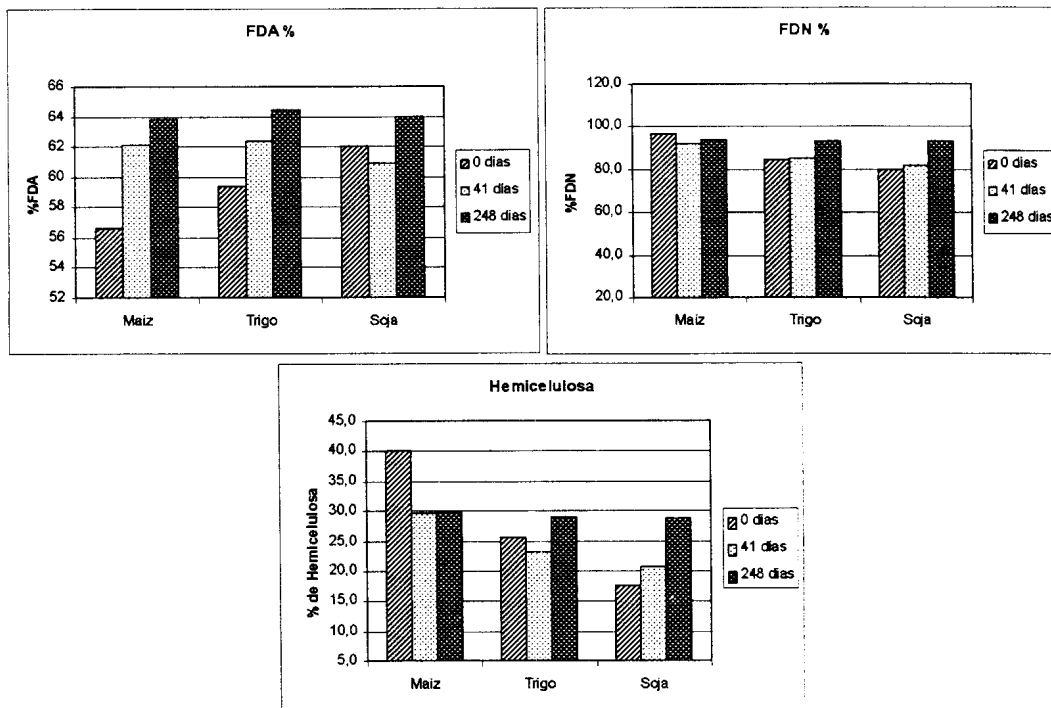 FDA %
%FDA
66
64
62
60
58
56
54
52
Maiz
Trigo
Soja
0 dias
41 días
248 dias
FDN %
%FDN
120,0
100,0
80,0
60,0
40,0
20,0
Maiz
Trigo
Soja
0 dias
41 días
248 días
Hemicelulosa
% de Hemicelulosa
45,0
40,0
35,0
30,0
25,0
20,0
15,0
10,0
5,0
Maiz
Trigo
Soja
0 dias
41 dias
248 dias